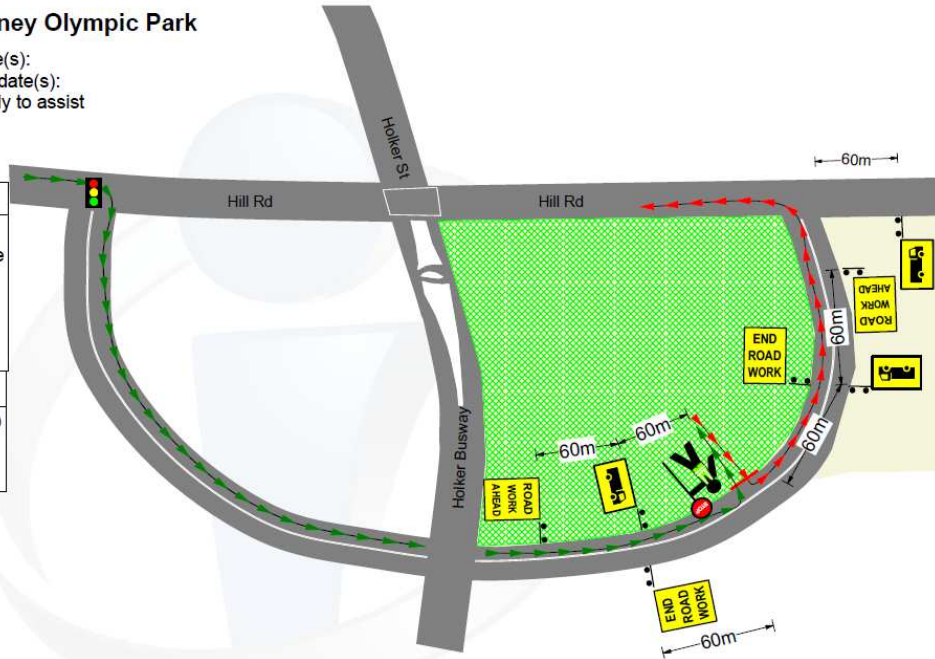 ney Olympic Park
e(s):
date(s):
ly to assist
e
)
Holker St
Hill Rd
Hill Rd
60m
ROAD
WORK
AHEAD
60m
END
ROAD
WORK
60m
60m
60m
ROAD
WORK
AHEAD
Holker Busway
END
ROAD
WORK
60m